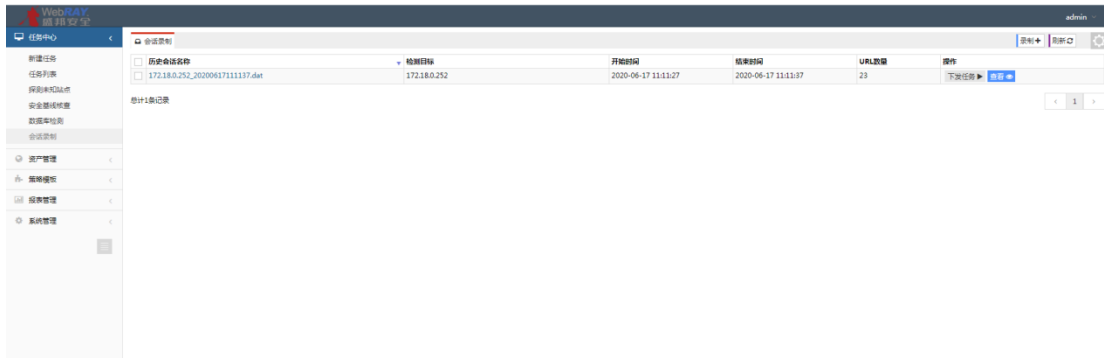 WebRAY
盛邦安全
admin
任务中心
会话录制
录制+ 刷新
新建任务
任务列表
探测未知站点
安全基线核查
数据库检测
会话录制
资产管理
策略模板
报表管理
系统管理
历史会话名称 检测目标 开始时间 结束时间 URL数量 操作
172.18.0.252_20200617111137.dat 172.18.0.252 2020-06-17 11:11:27 2020-06-17 11:11:37 23 下发任务 查看
总计1条记录
1